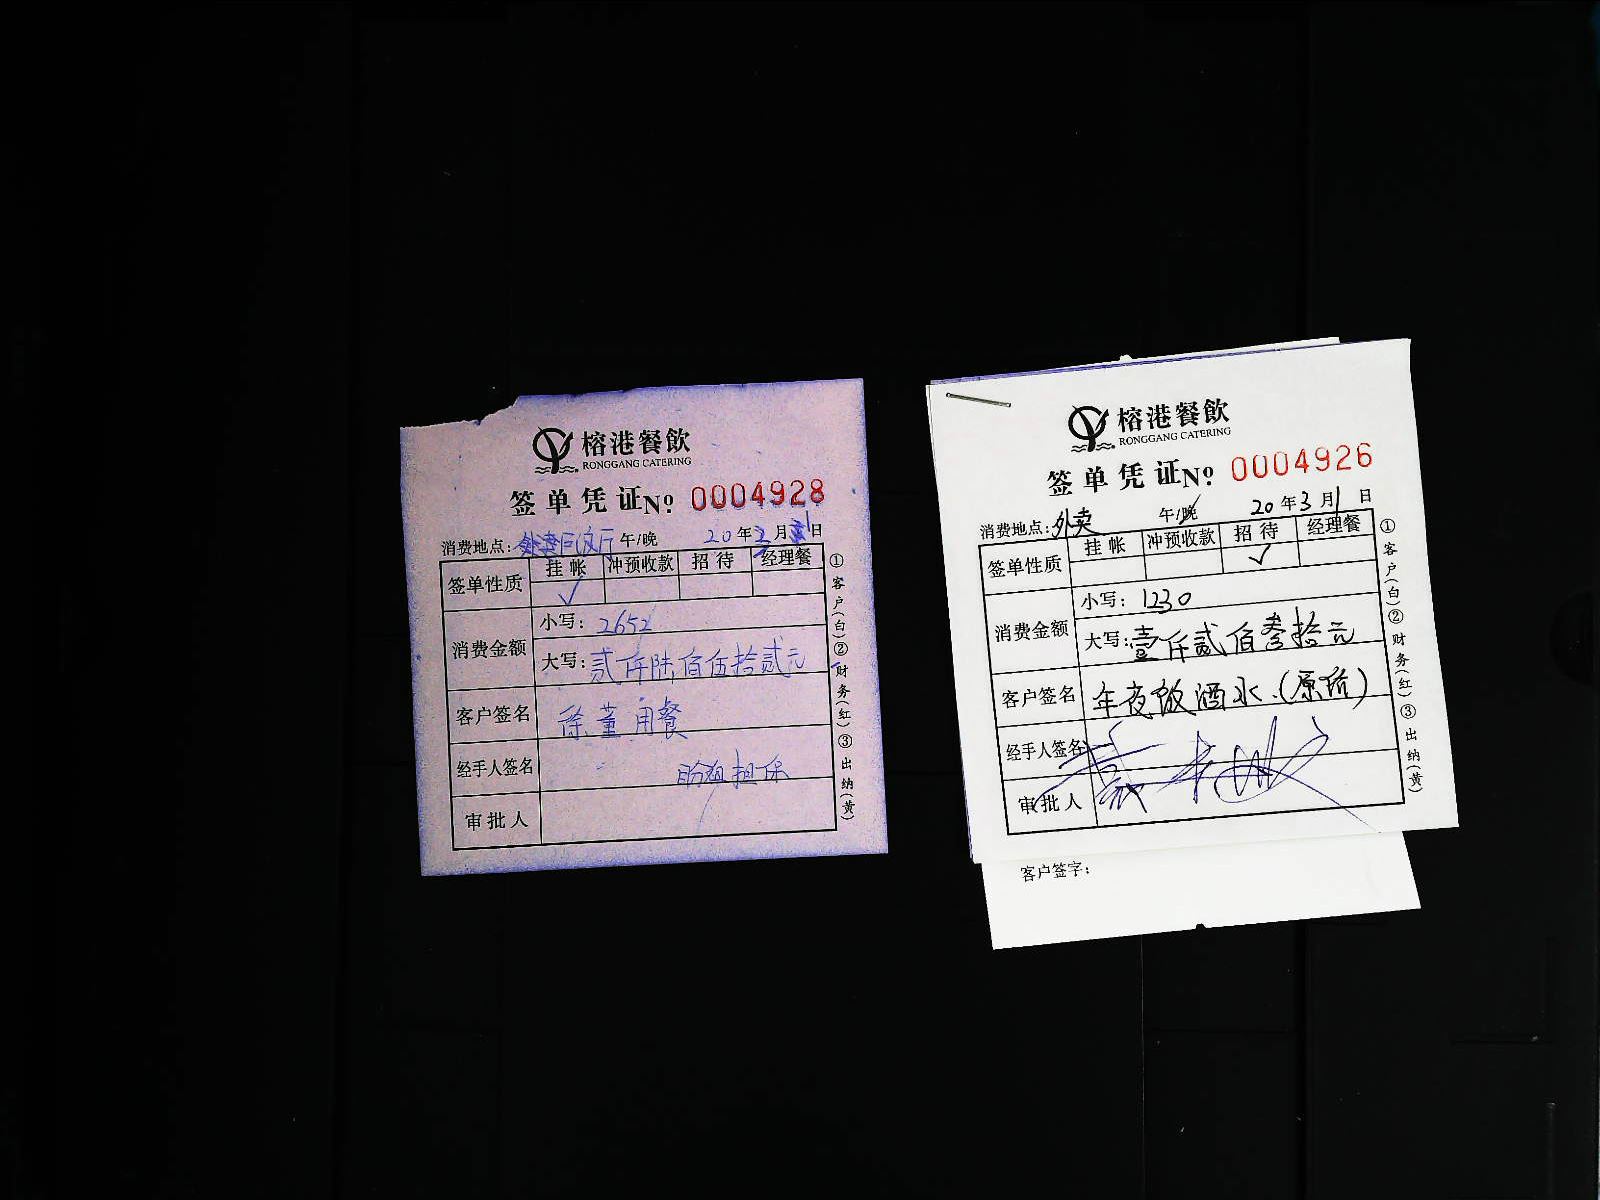 榕港餐飲
RONGGANG CATERING
签单凭证 No 0004928
消费地点: 午/晚 20年3月1日
签单性质 挂帐 冲预收款 招待 经理餐
✓
消费金额 小写: 2652
大写: 贰仟陆佰伍拾贰元
客户签名 徐董用餐
经手人签名 担保
审批人
①客户(白)②财务(红)③出纳(黄)
榕港餐飲
RONGGANG CATERING
签单凭证 No 0004926
消费地点: 外卖 午/晚 20年3月1日
签单性质 挂帐 冲预收款 招待 经理餐
✓
消费金额 小写: 1230
大写: 壹仟贰佰叁拾元
客户签名 年夜饭酒水.(原价)
经手人签名
审批人
①客户(白)②财务(红)③出纳(黄)
客户签字: